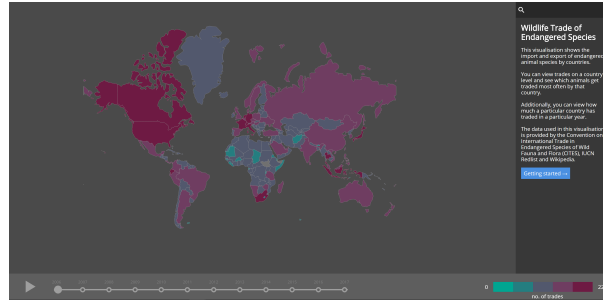 Wildlife Trade of
Endangered Species
This visualisation shows the
import and export of endangered
animal species by countries.
You can view trades on a country
level and see which animals get
traded most often by that
country.
Additionally, you can view how
much a particular country has
traded in a particular year.
The data used in this visualisation
is provided by the Convention on
International Trade in
Endangered Species of Wild
Fauna and Flora (CITES), IUCN
Redlist and Wikipedia.
Getting started →
0
no. of trades